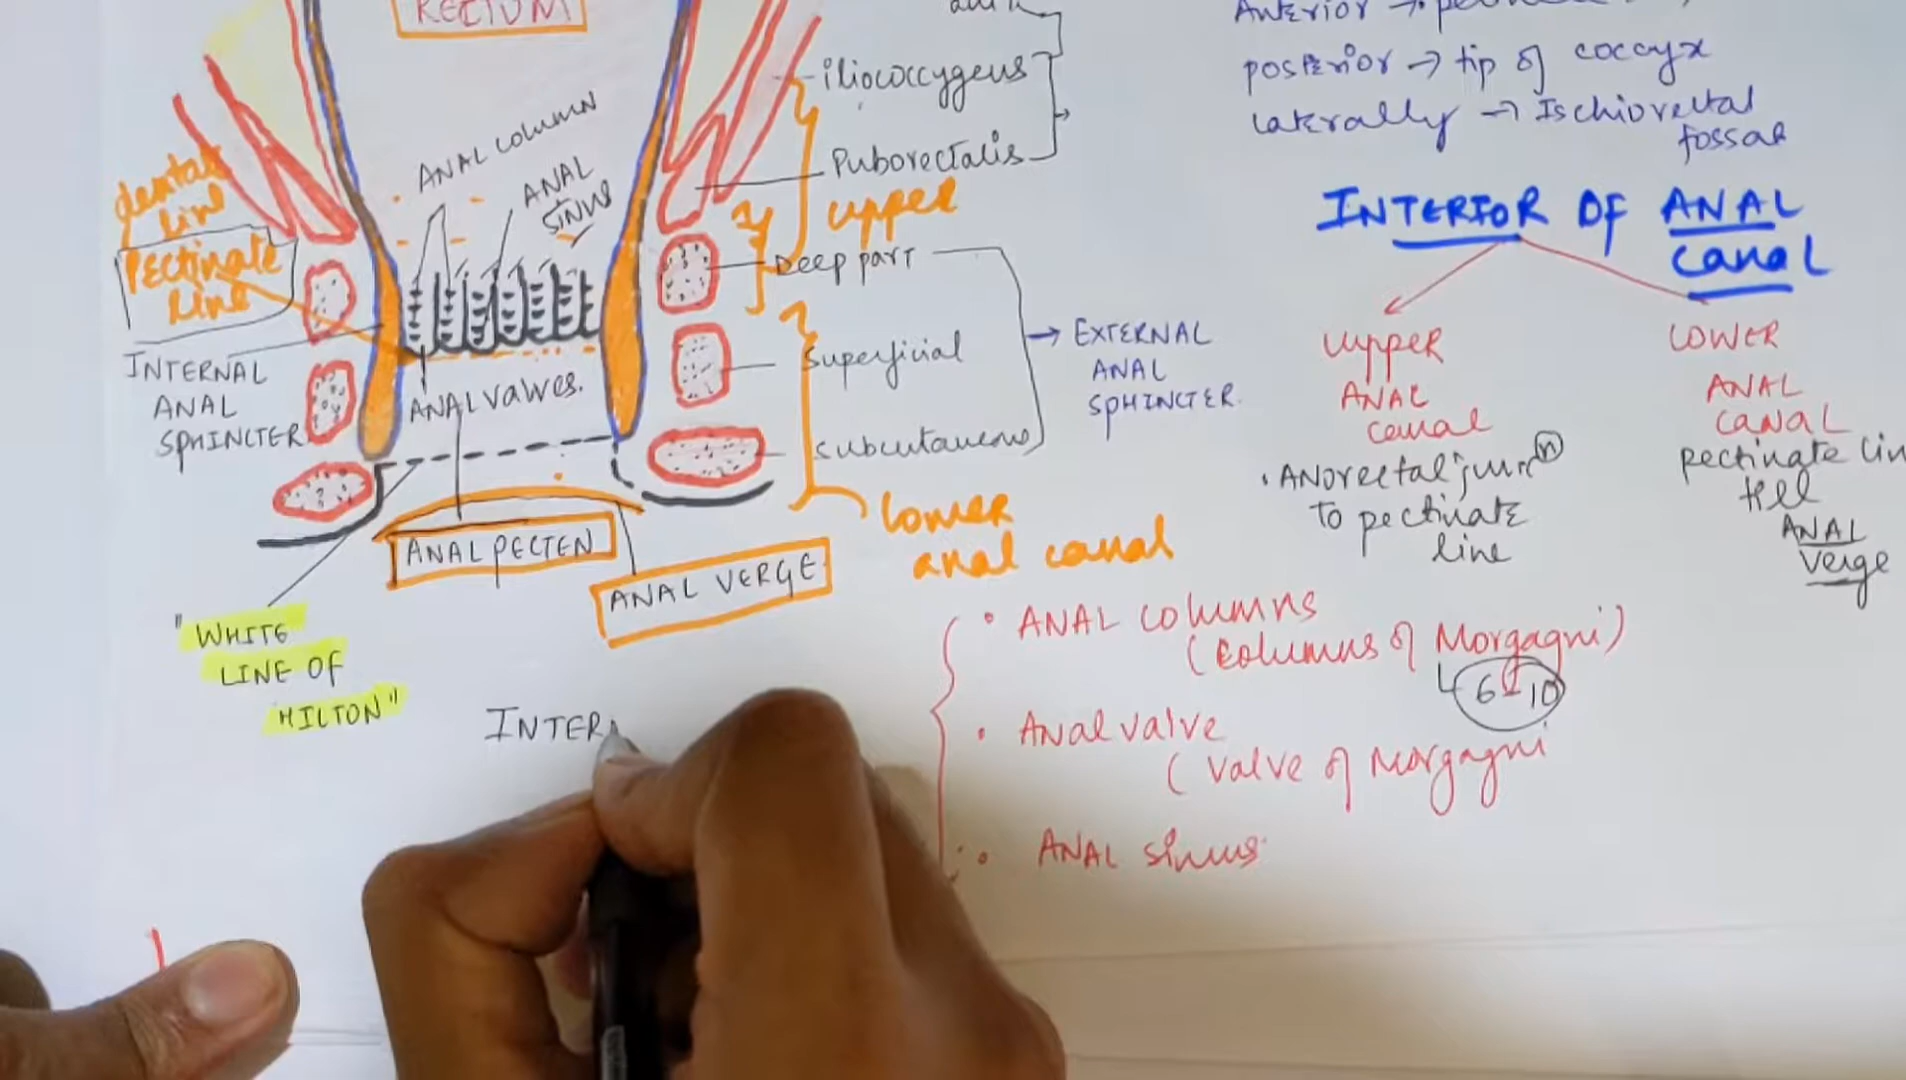 RECTUM
iliococcygeus
Puborectalis
ANAL COLUMN
ANAL
SINUS
dental
line
Pectinate
Line
upper
Deep part
INTERNAL
ANAL
SPHINCTER
Superficial
EXTERNAL
ANAL
SPHINCTER
ANAL VALVES.
Subcutaneous
lower
anal canal
ANAL PECTEN
ANAL VERGE
"WHITE
LINE OF
HILTON"
INTER
posterior → tip of coccyx
laterally → Ischiorectal
fossae
INTERIOR OF ANAL
canal
Upper
ANAL
canal
• ANORectal junc(n)
To pectinate
line
LOWER
ANAL
CANAL
pectinate lin
till
ANAL
verge
• ANAL columns
(columns of Morgagni)
• Anal valve
(valve of Morgagni
• ANAL sinus